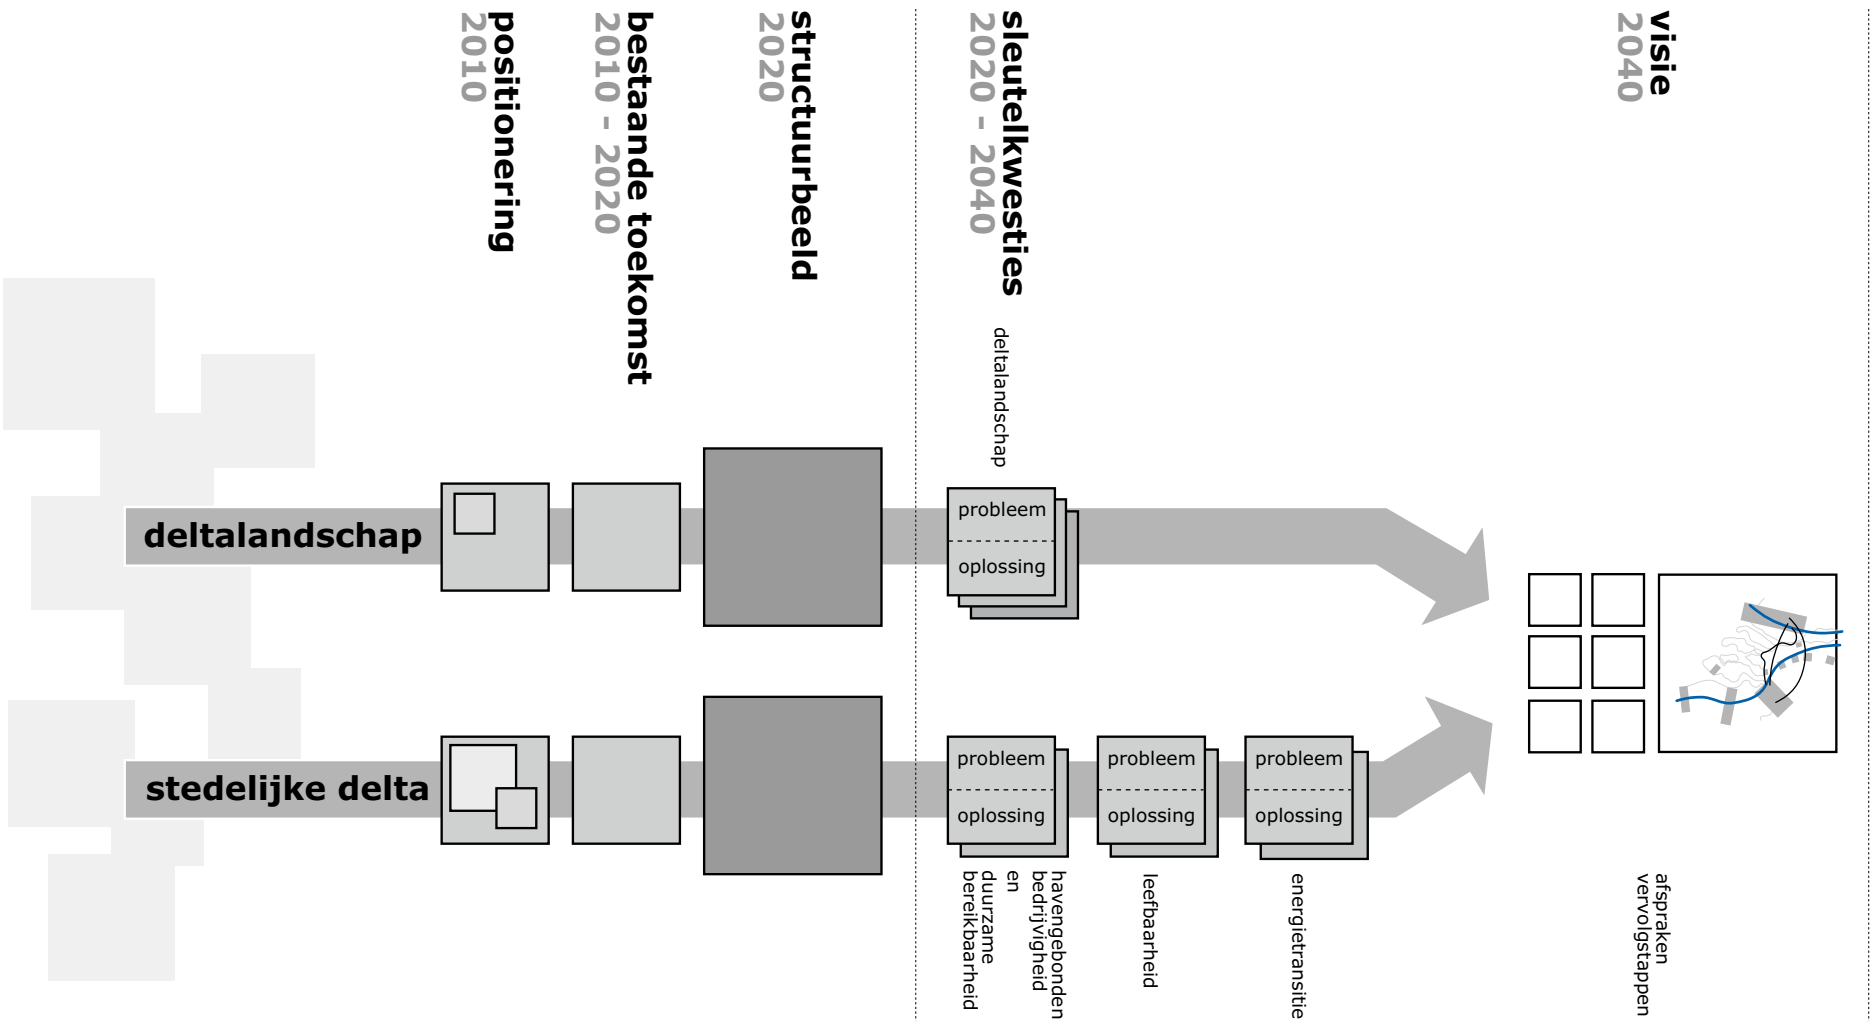 positionering
2010
bestaande toekomst
2010 - 2020
structuurbeeld
2020
sleutelkwesties
2020 - 2040
visie
2040
deltalandschap
deltalandschap
probleem
oplossing
stedelijke delta
probleem
oplossing
probleem
oplossing
probleem
oplossing
havengebonden
bedrijvigheid
en
duurzame
bereikbaarheid
leefbaarheid
energietransitie
afspraken
vervolgstappen